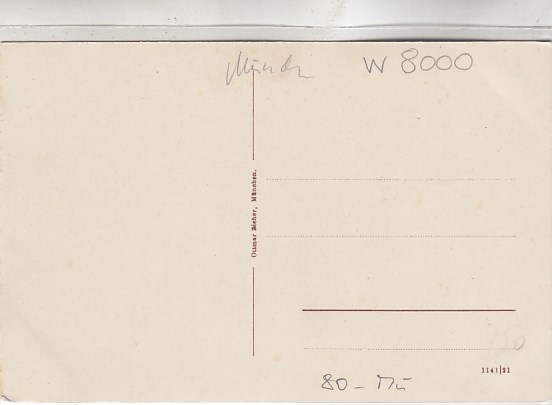 München
W 8000
Ottmar Zieher, München.
1141|21
80 - Mü